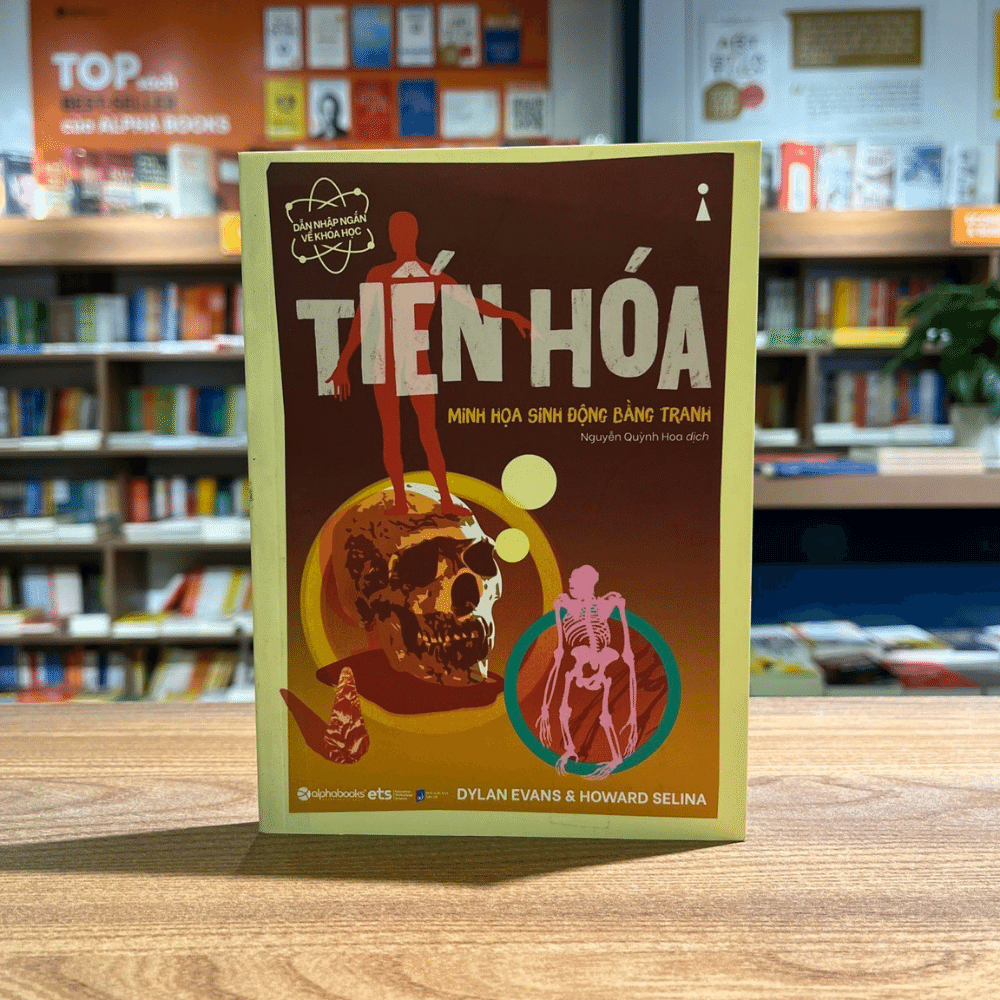 TOP sách
BEST SELLER
của ALPHA BOOKS
DẪN NHẬP NGẮN
VỀ KHOA HỌC
TIẾN HÓA
MINH HỌA SINH ĐỘNG BẰNG TRANH
Nguyễn Quỳnh Hoa dịch
alphabooks ets
DYLAN EVANS & HOWARD SELINA